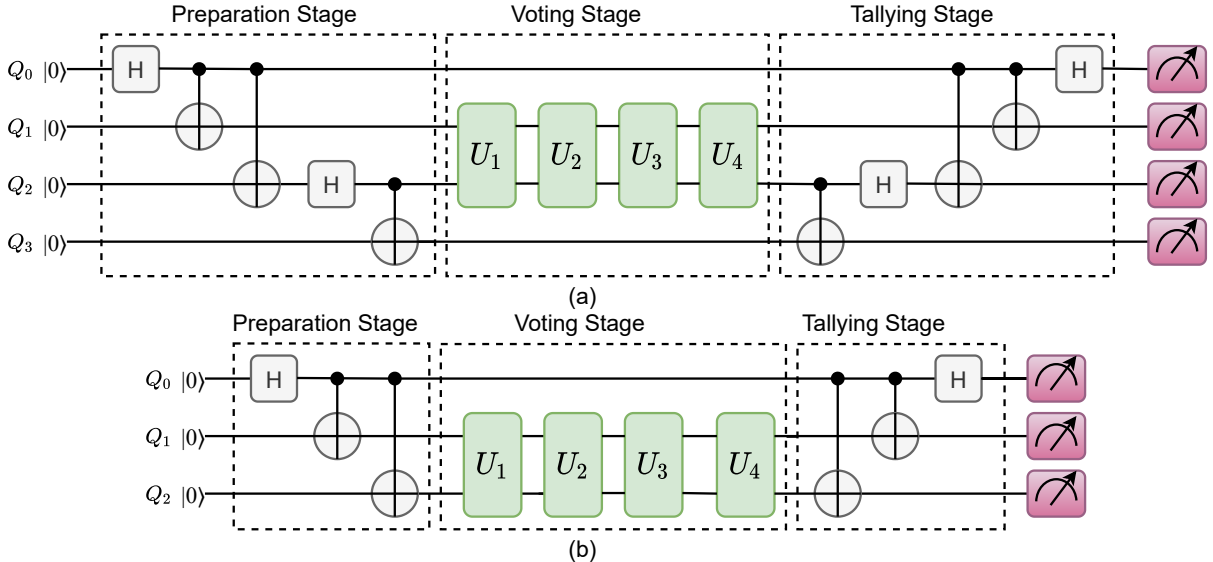 Preparation Stage Voting Stage Tallying Stage
Q₀ |0⟩ H H
Q₁ |0⟩
U₁ U₂ U₃ U₄
Q₂ |0⟩ H H
Q₃ |0⟩
(a)
Preparation Stage Voting Stage Tallying Stage
Q₀ |0⟩ H H
Q₁ |0⟩
U₁ U₂ U₃ U₄
Q₂ |0⟩
(b)